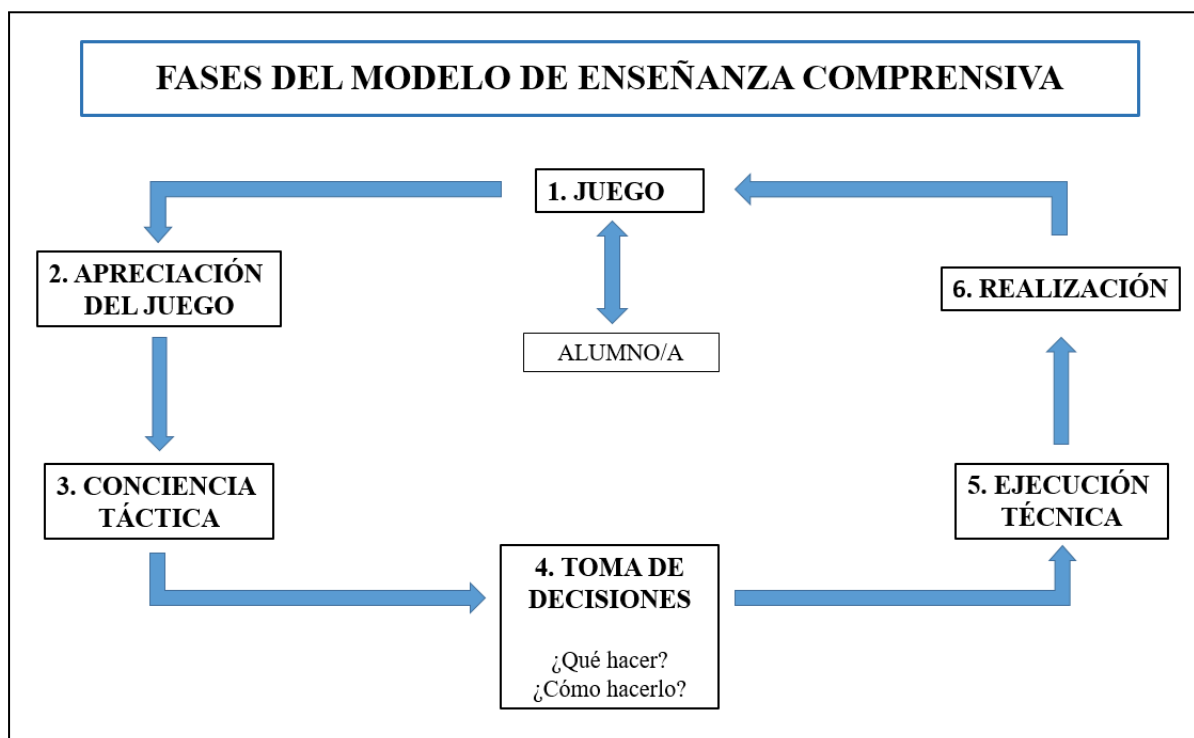 FASES DEL MODELO DE ENSEÑANZA COMPRENSIVA
1. JUEGO
2. APRECIACIÓN
DEL JUEGO
6. REALIZACIÓN
ALUMNO/A
3. CONCIENCIA
TÁCTICA
5. EJECUCIÓN
TÉCNICA
4. TOMA DE
DECISIONES
¿Qué hacer?
¿Cómo hacerlo?